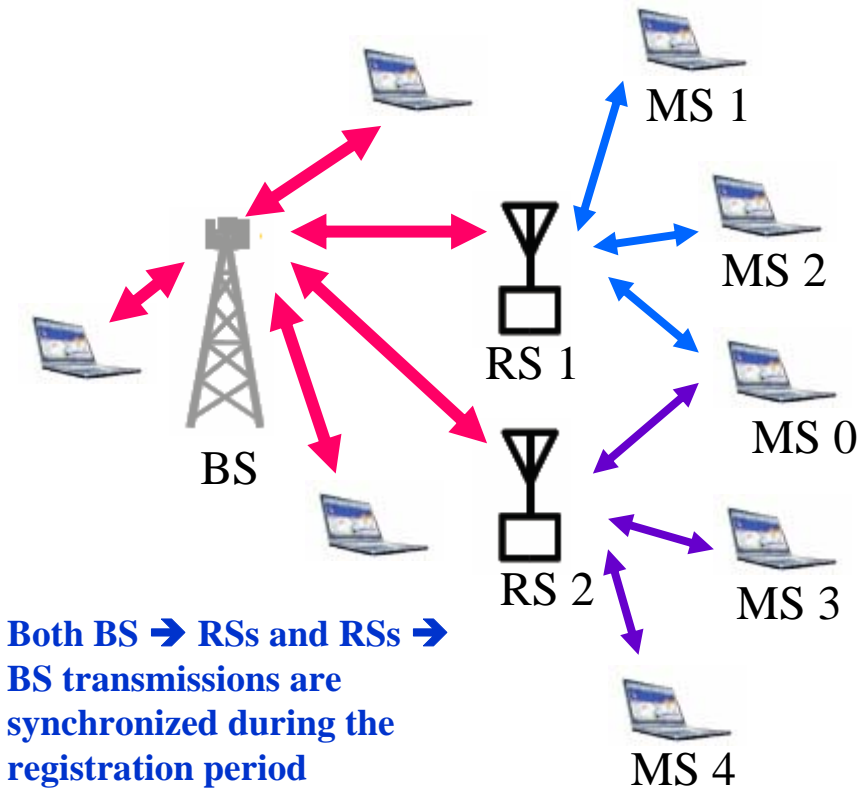 MS 1
MS 2
RS 1
MS 0
BS
RS 2
MS 3
Both BS ➔ RSs and RSs ➔
BS transmissions are
synchronized during the
registration period
MS 4